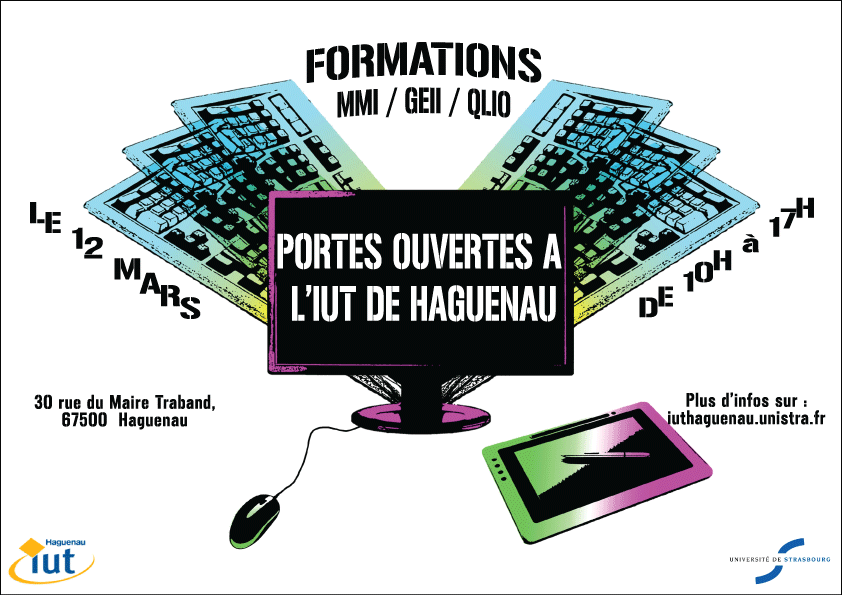 FORMATIONS
MMI / GEII / QLIO
LE 12 MARS
PORTES OUVERTES A
L'IUT DE HAGUENAU
DE 10H à 17H
30 rue du Maire Traband,
67500 Haguenau
Plus d'infos sur :
iuthaguenau.unistra.fr
Haguenau
iut
UNIVERSITÉ DE STRASBOURG